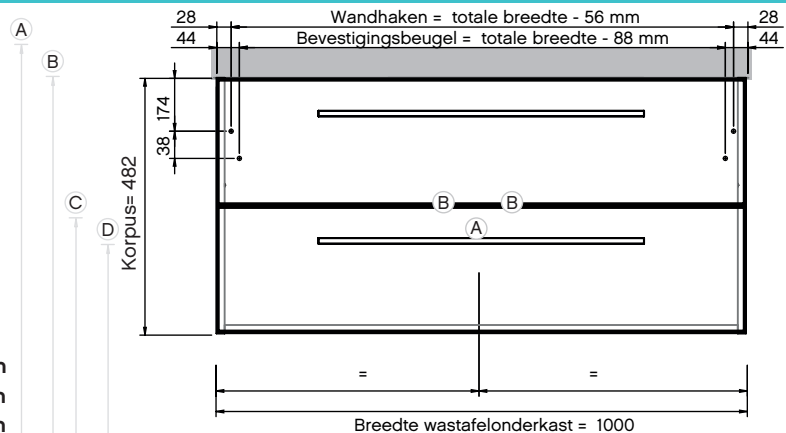 28 Wandhaken = totale breedte - 56 mm 28
A
44 Bevestigingsbeugel = totale breedte - 88 mm 44
B
174
38
Korpus= 482
C
B B
D
A
= =
Breedte wastafelonderkast = 1000